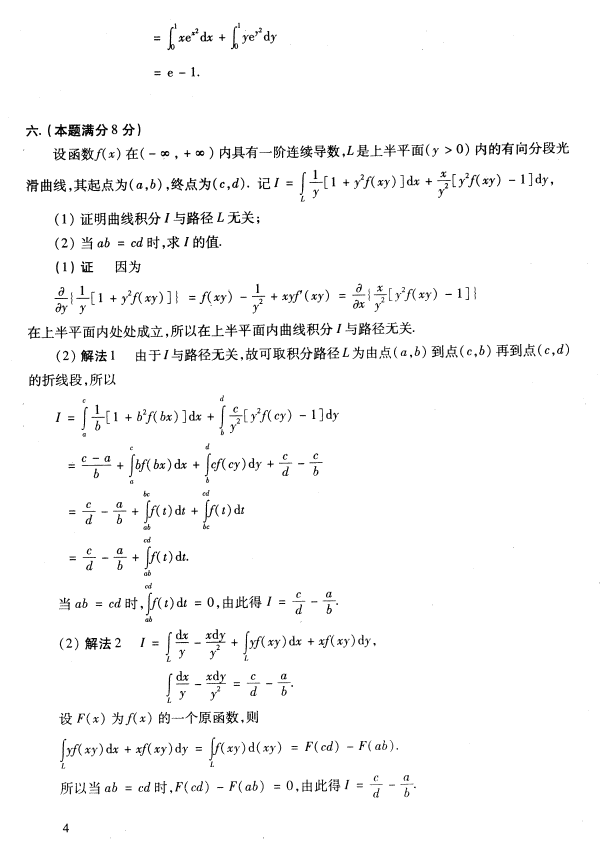 = ∫₀¹ xe^{x²}dx + ∫₀¹ ye^{y²}dy
= e − 1.
六.(本题满分8分)
设函数f(x)在(−∞,+∞)内具有一阶连续导数,L是上半平面(y > 0)内的有向分段光
滑曲线,其起点为(a,b),终点为(c,d). 记I = ∫_L 1/y[1 + y²f(xy)]dx + x/y²[y²f(xy) − 1]dy,
(1) 证明曲线积分I与路径L无关;
(2) 当ab = cd时,求I的值.
(1) 证 因为
∂/∂y{1/y[1 + y²f(xy)]} = f(xy) − 1/y² + xyf′(xy) = ∂/∂x{x/y²[y²f(xy) − 1]}
在上半平面内处处成立,所以在上半平面内曲线积分I与路径无关.
(2) 解法1 由于I与路径无关,故可取积分路径L为由点(a,b)到点(c,b)再到点(c,d)
的折线段,所以
I = ∫_a^c 1/b[1 + b²f(bx)]dx + ∫_b^d c/y²[y²f(cy) − 1]dy
= (c − a)/b + ∫_a^c bf(bx)dx + ∫_b^d cf(cy)dy + c/d − c/b
= c/d − a/b + ∫_{ab}^{bc} f(t)dt + ∫_{bc}^{cd} f(t)dt
= c/d − a/b + ∫_{ab}^{cd} f(t)dt.
当ab = cd时,∫_{ab}^{cd} f(t)dt = 0,由此得I = c/d − a/b.
(2) 解法2 I = ∫_L dx/y − xdy/y² + ∫_L yf(xy)dx + xf(xy)dy,
∫_L dx/y − xdy/y² = c/d − a/b.
设F(x)为f(x)的一个原函数,则
∫_L yf(xy)dx + xf(xy)dy = ∫_L f(xy)d(xy) = F(cd) − F(ab).
所以当ab = cd时,F(cd) − F(ab) = 0,由此得I = c/d − a/b.
4